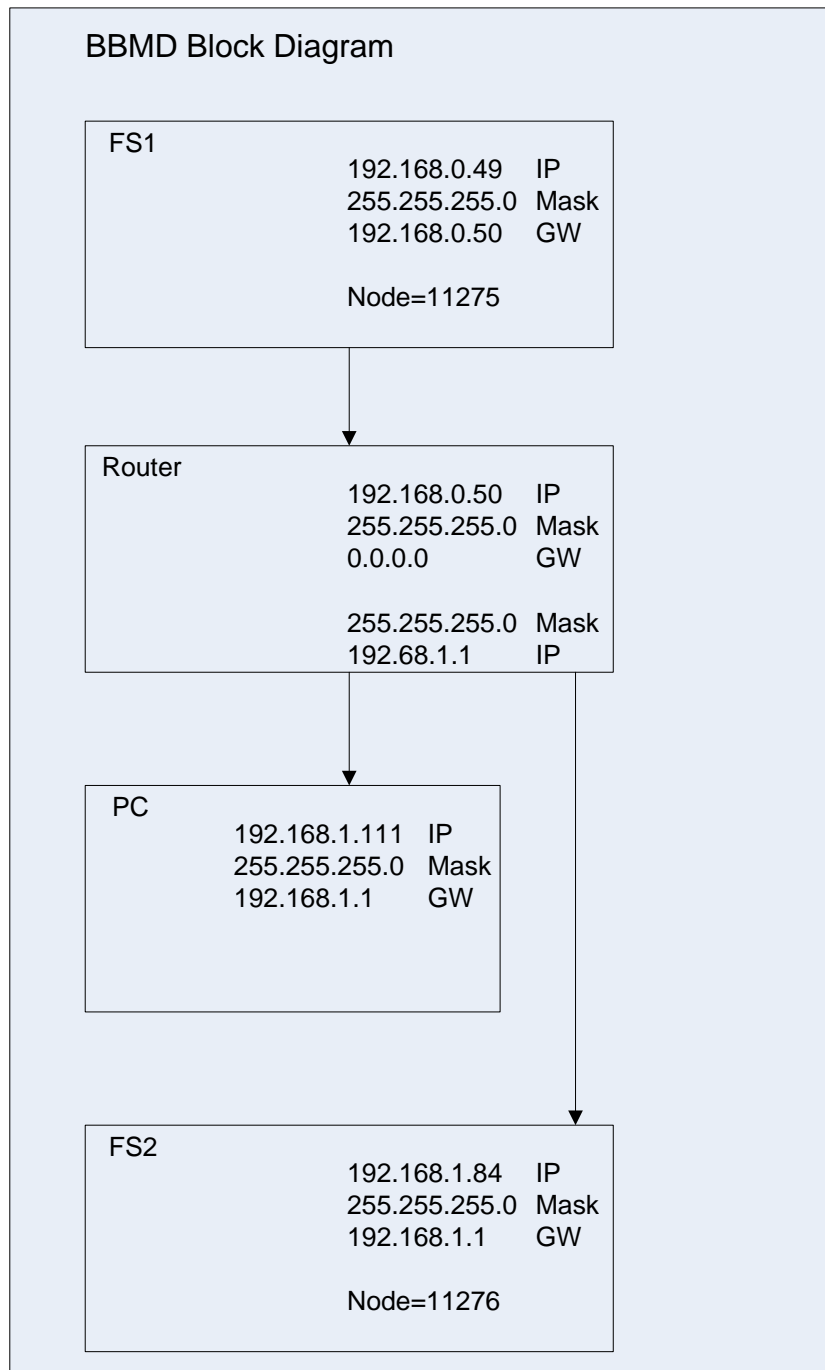 BBMD Block Diagram
FS1
192.168.0.49 IP
255.255.255.0 Mask
192.168.0.50 GW
Node=11275
Router
192.168.0.50 IP
255.255.255.0 Mask
0.0.0.0 GW
255.255.255.0 Mask
192.68.1.1 IP
PC
192.168.1.111 IP
255.255.255.0 Mask
192.168.1.1 GW
FS2
192.168.1.84 IP
255.255.255.0 Mask
192.168.1.1 GW
Node=11276